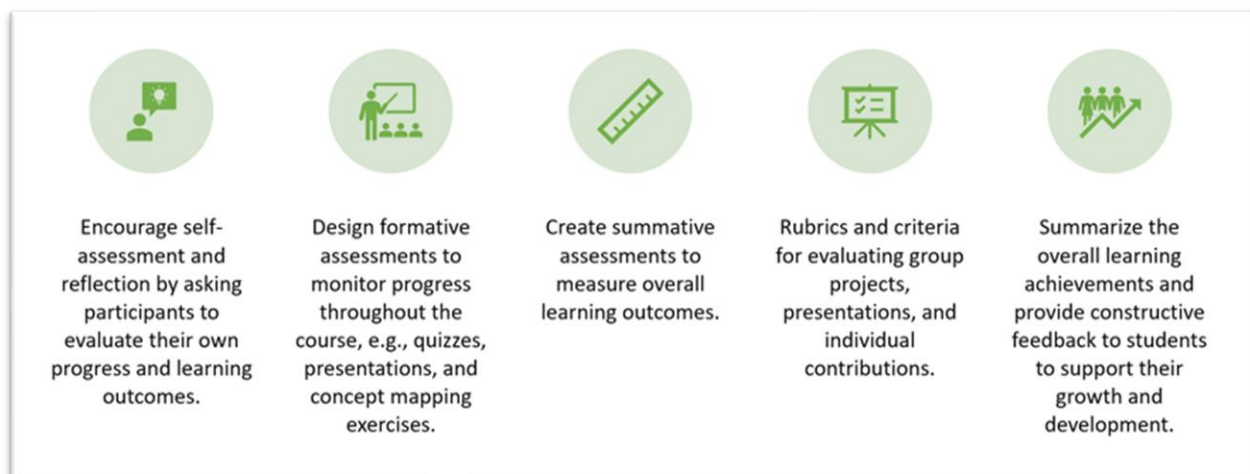 Encourage self-
assessment and
reflection by asking
participants to
evaluate their own
progress and learning
outcomes.
Design formative
assessments to
monitor progress
throughout the
course, e.g., quizzes,
presentations, and
concept mapping
exercises.
Create summative
assessments to
measure overall
learning outcomes.
Rubrics and criteria
for evaluating group
projects,
presentations, and
individual
contributions.
Summarize the
overall learning
achievements and
provide constructive
feedback to students
to support their
growth and
development.